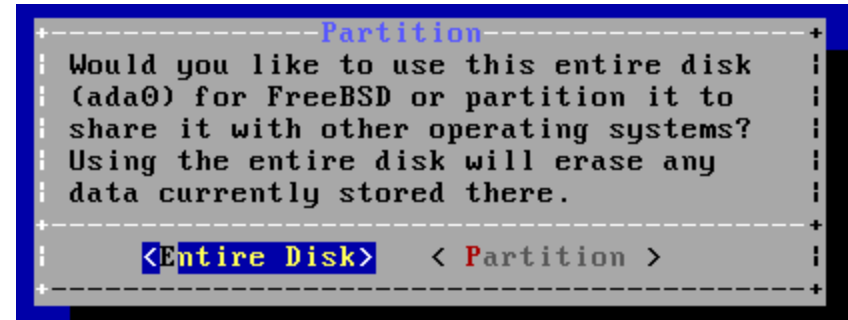 Partition
Would you like to use this entire disk
(ada0) for FreeBSD or partition it to
share it with other operating systems?
Using the entire disk will erase any
data currently stored there.
<Entire Disk> < Partition >